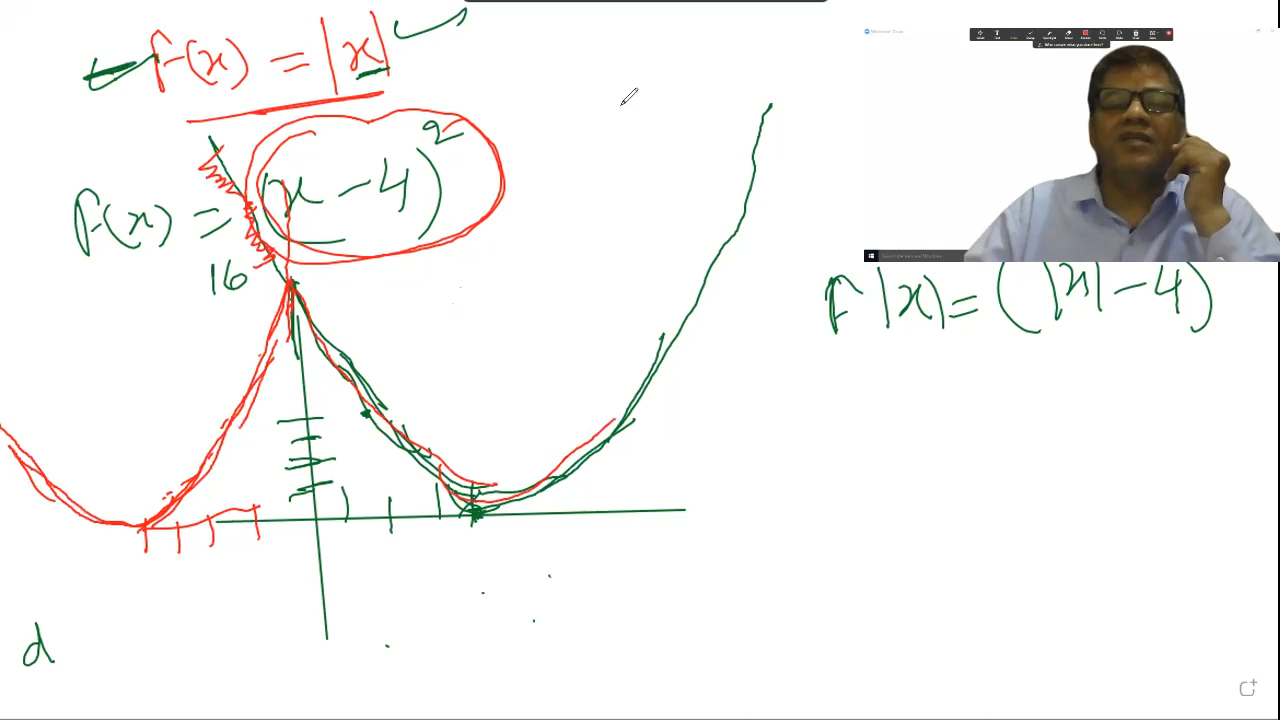 f(x) = |x|
f(x) = (x-4)²
16
f|x| = (|x|-4)
d